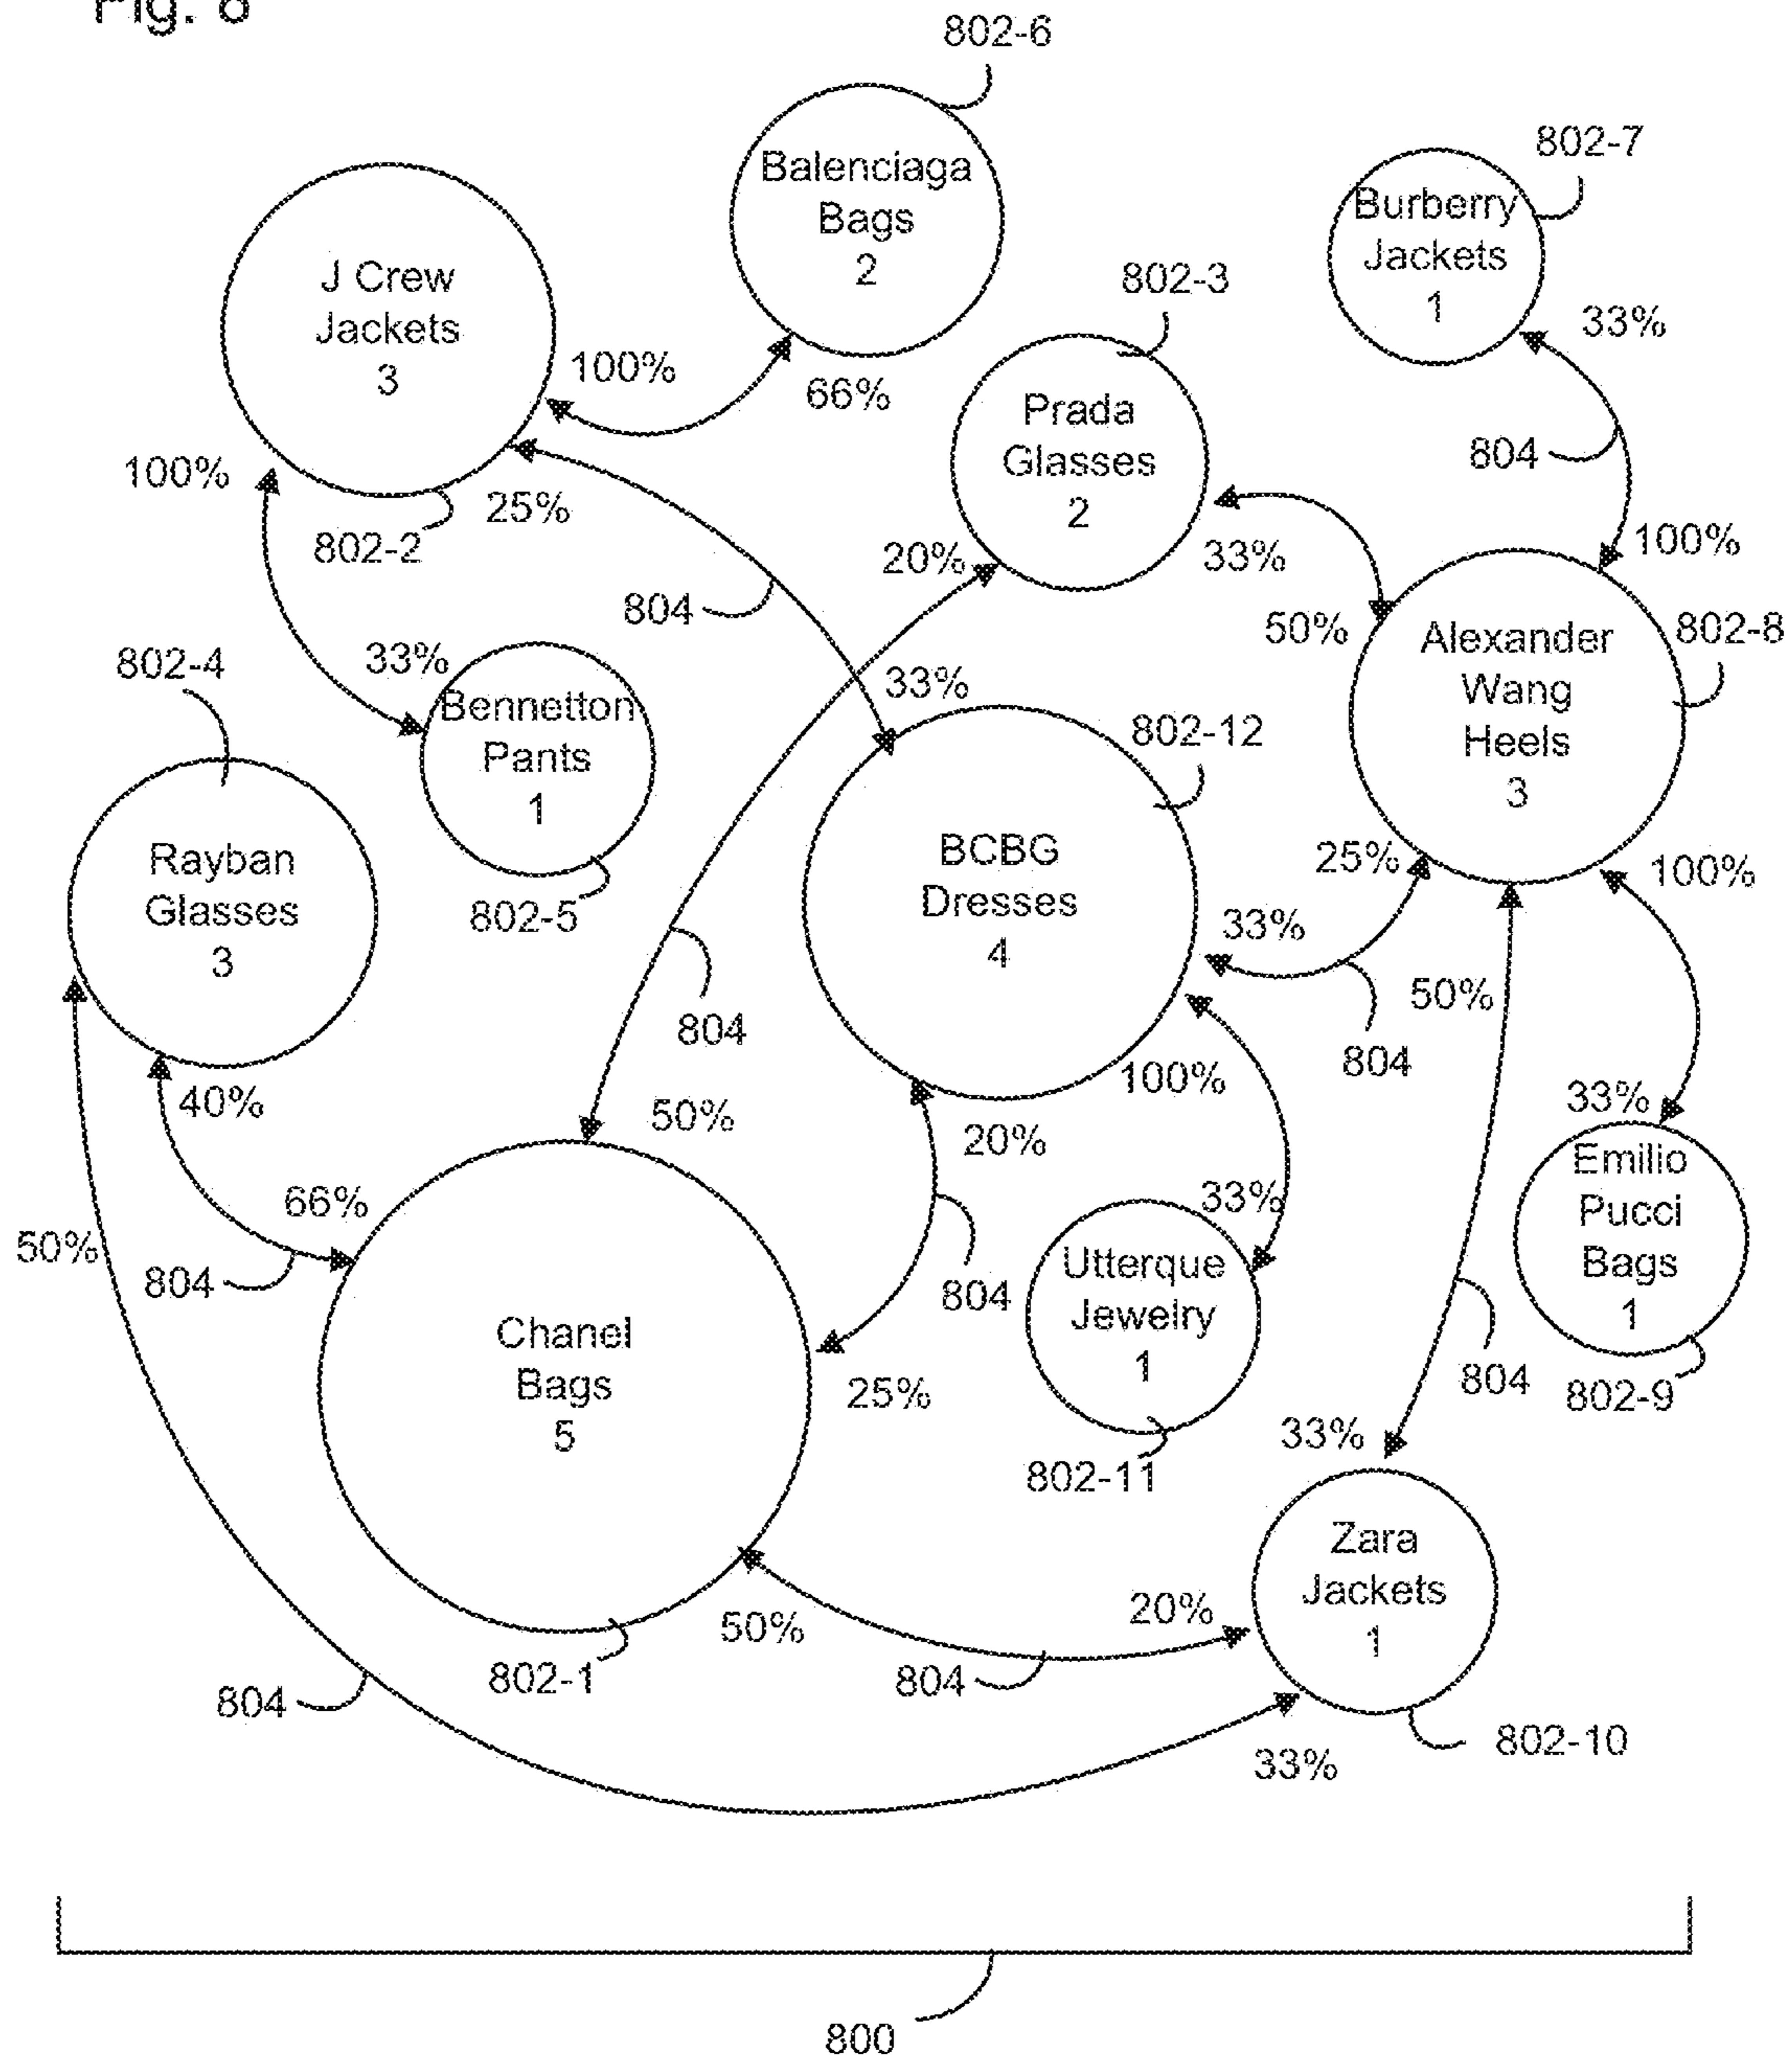 Fig. 8
802-6
802-7
Balenciaga
Bags
2
Burberry
Jackets
1
802-3
J Crew
Jackets
3
33%
100%
66%
Prada
Glasses
2
804
100%
25%
802-2
20%
33%
100%
804
50%
Alexander
Wang
Heels
3
802-8
802-4
33%
33%
Bennetton
Pants
1
802-12
Rayban
Glasses
3
802-5
BCBG
Dresses
4
25%
100%
33%
50%
804
804
40%
100%
50%
20%
33%
66%
33%
Emilio
Pucci
Bags
1
50%
804
804
Utterque
Jewelry
1
Chanel
Bags
5
25%
804
802-9
33%
802-11
Zara
Jackets
1
50%
20%
802-1
804
804
802-10
33%
800